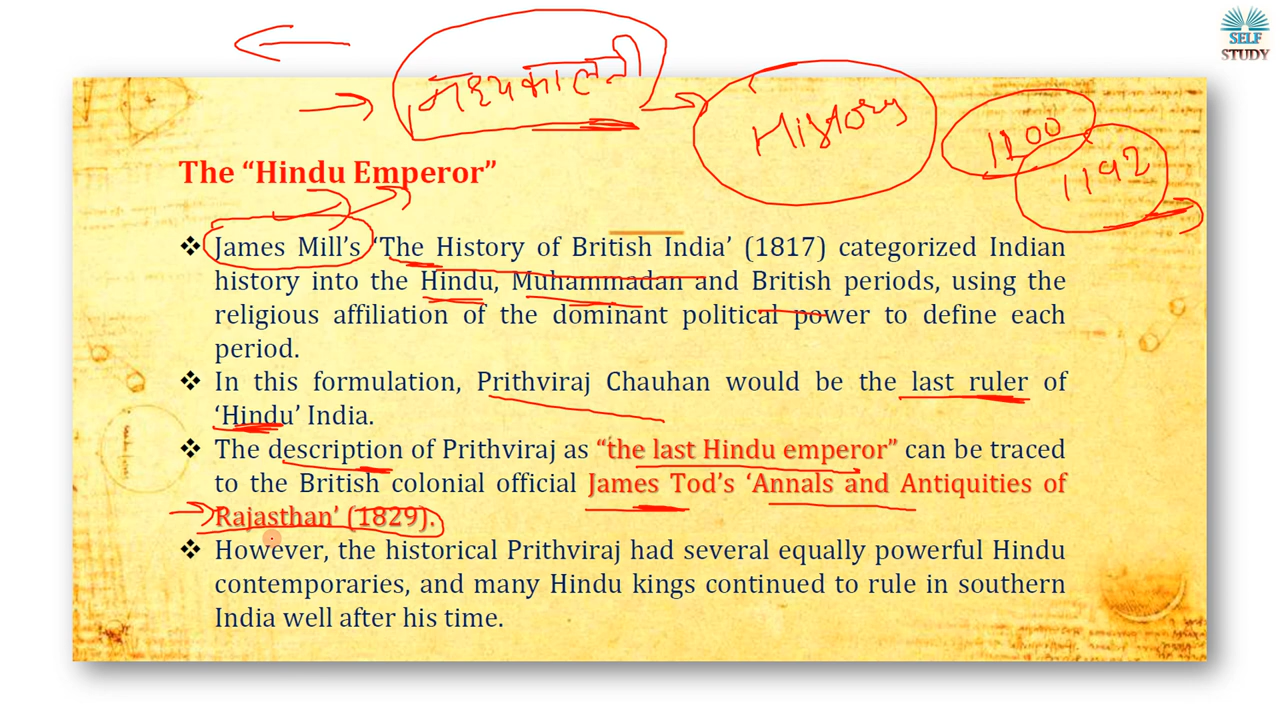 SELF
STUDY
मध्यकालनी
History
1100
1192
The “Hindu Emperor”
❖ James Mill’s ‘The History of British India’ (1817) categorized Indian
history into the Hindu, Muhammadan and British periods, using the
religious affiliation of the dominant political power to define each
period.
❖ In this formulation, Prithviraj Chauhan would be the last ruler of
‘Hindu’ India.
❖ The description of Prithviraj as “the last Hindu emperor” can be traced
to the British colonial official James Tod’s ‘Annals and Antiquities of
Rajasthan’ (1829).
❖ However, the historical Prithviraj had several equally powerful Hindu
contemporaries, and many Hindu kings continued to rule in southern
India well after his time.